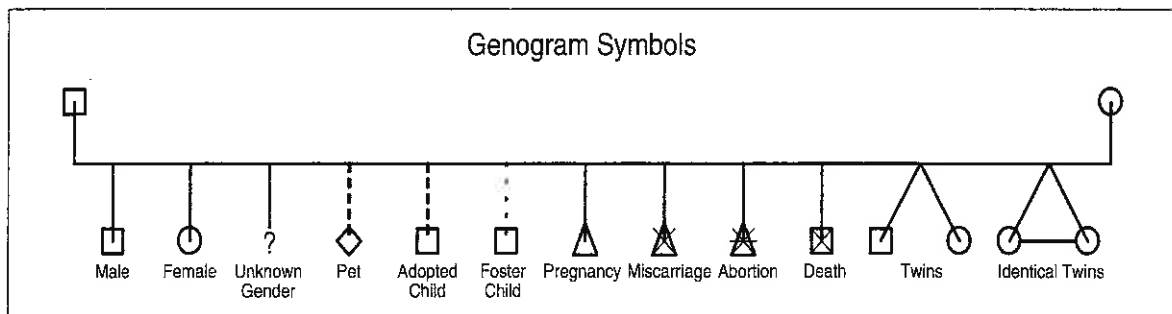 Genogram Symbols
?
Male Female Unknown Gender Pet Adopted Child Foster Child Pregnancy Miscarriage Abortion Death Twins Identical Twins